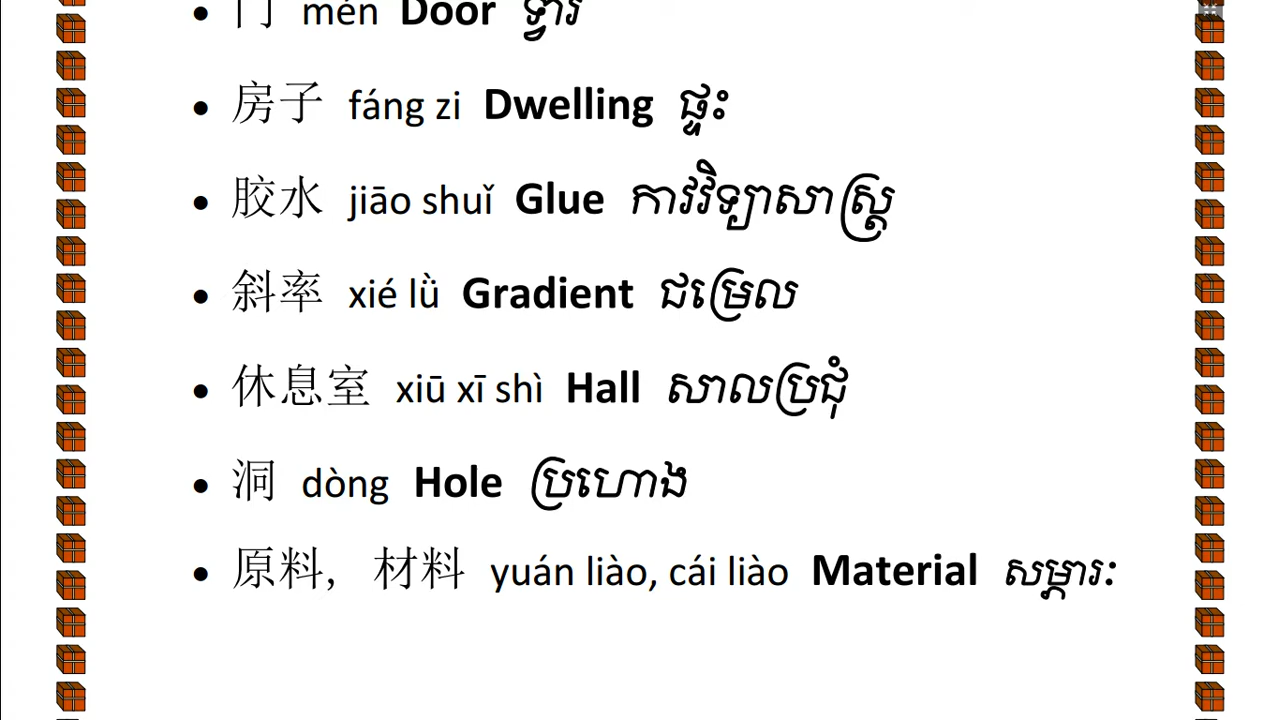 • 门 mén Door ទ្វារ
• 房子 fáng zi Dwelling ផ្ទះ
• 胶水 jiāo shuǐ Glue កាវវិទ្យាសាស្ត្រ
• 斜率 xié lǜ Gradient ជម្រេល
• 休息室 xiū xī shì Hall សាលប្រជុំ
• 洞 dòng Hole ប្រហោង
• 原料, 材料 yuán liào, cái liào Material សម្ភារៈ